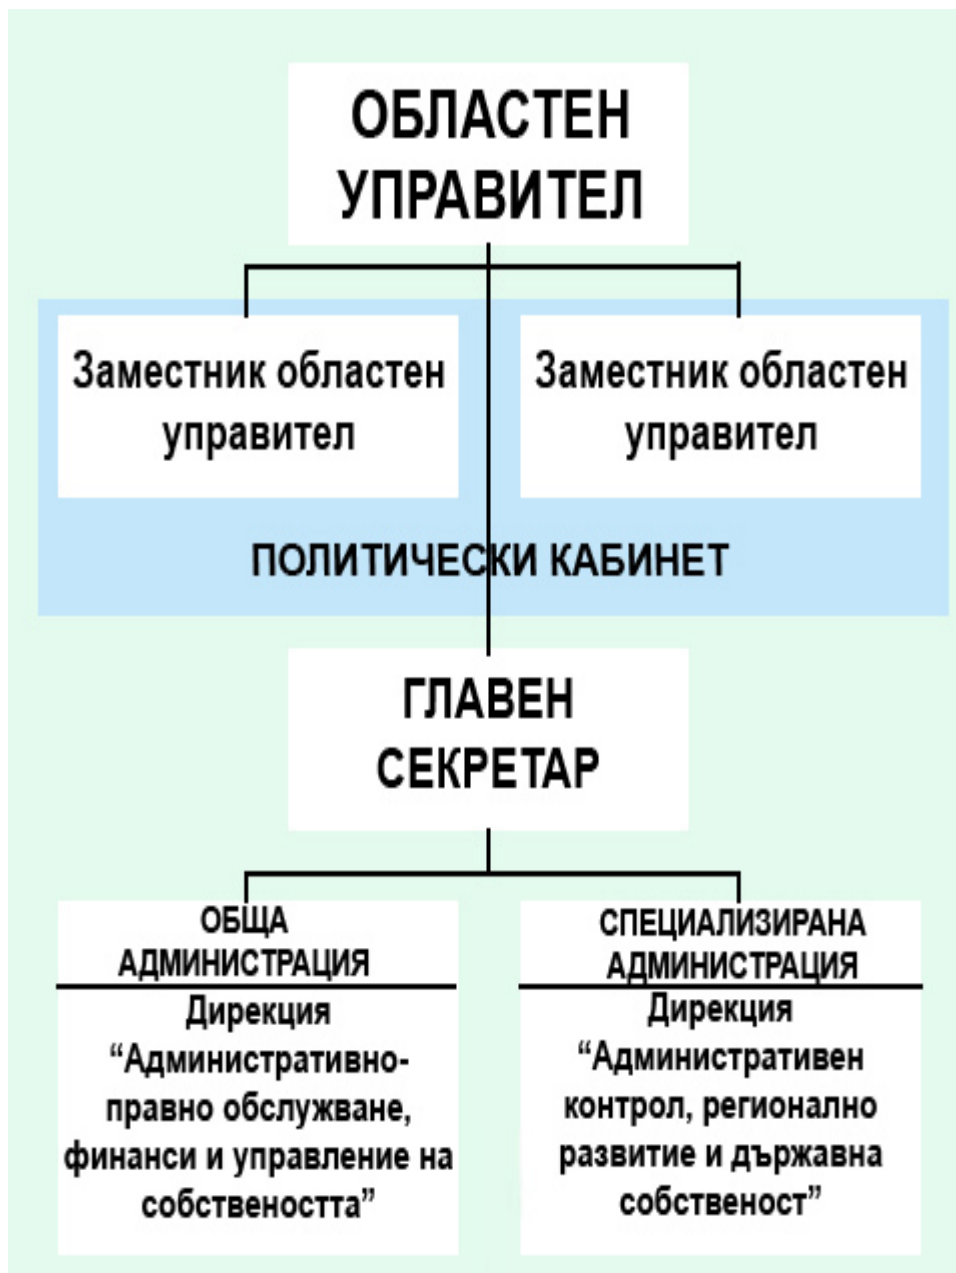 ОБЛАСТЕН
УПРАВИТЕЛ
Заместник областен
управител
Заместник областен
управител
ПОЛИТИЧЕСКИ КАБИНЕТ
ГЛАВЕН
СЕКРЕТАР
ОБЩА
АДМИНИСТРАЦИЯ
Дирекция
“Административно-
правно обслужване,
финанси и управление на
собствеността”
СПЕЦИАЛИЗИРАНА
АДМИНИСТРАЦИЯ
Дирекция
“Административен
контрол, регионално
развитие и държавна
собственост”